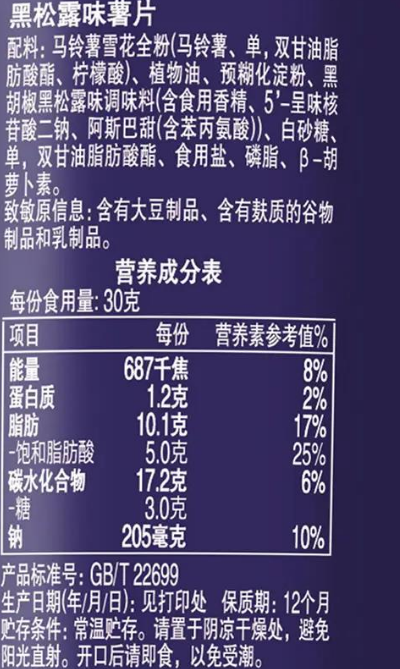 黑松露味薯片
配料：马铃薯雪花全粉(马铃薯、单，双甘油脂
肪酸酯、柠檬酸)、植物油、预糊化淀粉、黑
胡椒黑松露味调味料(含食用香精、5’-呈味核
苷酸二钠、阿斯巴甜(含苯丙氨酸))、白砂糖、
单，双甘油脂肪酸酯、食用盐、磷脂、β-胡
萝卜素。
致敏原信息：含有大豆制品、含有麸质的谷物
制品和乳制品。
营养成分表
每份食用量：30克
项目 每份 营养素参考值%
能量 687千焦 8%
蛋白质 1.2克 2%
脂肪 10.1克 17%
-饱和脂肪酸 5.0克 25%
碳水化合物 17.2克 6%
-糖 3.0克
钠 205毫克 10%
产品标准号：GB/T 22699
生产日期(年/月/日)：见打印处 保质期：12个月
贮存条件：常温贮存。请置于阴凉干燥处，避免
阳光直射。开口后请即食，以免受潮。